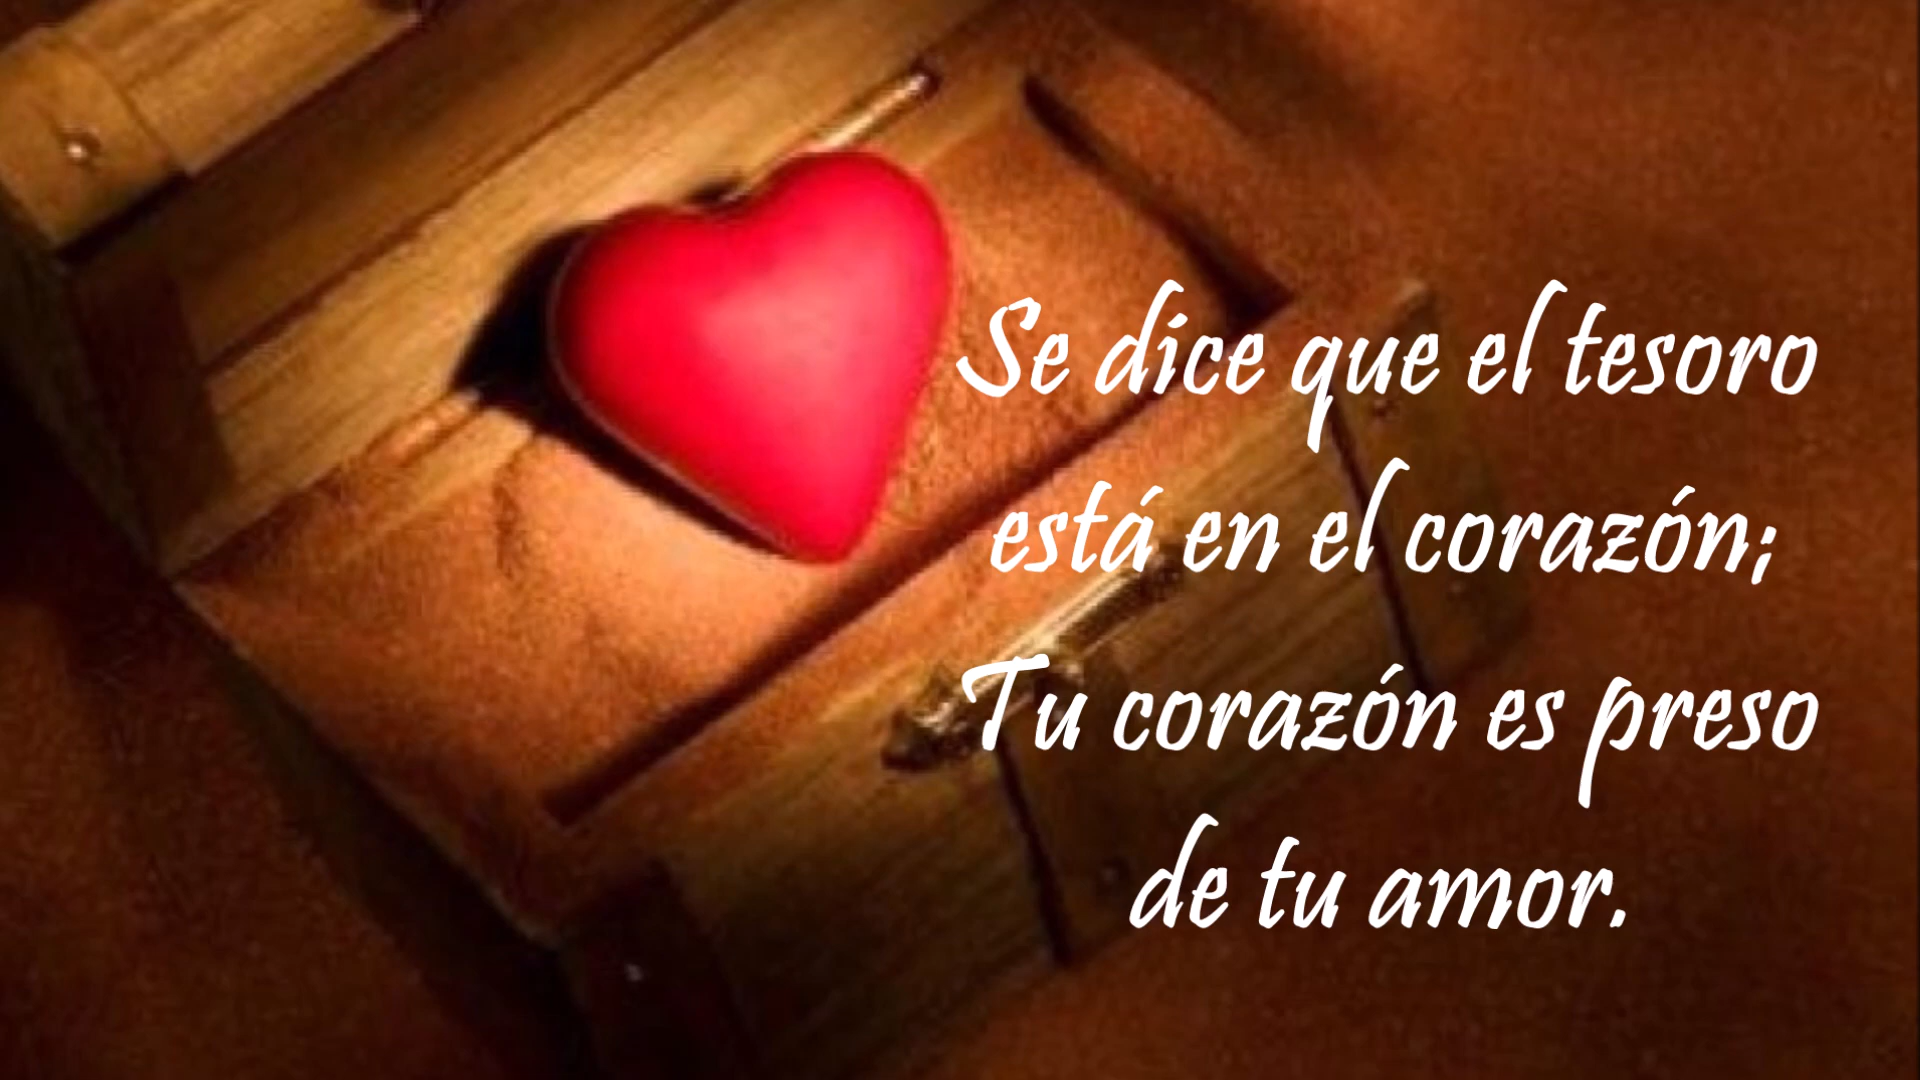 Se dice que el tesoro
está en el corazón;
Tu corazón es preso
de tu amor.